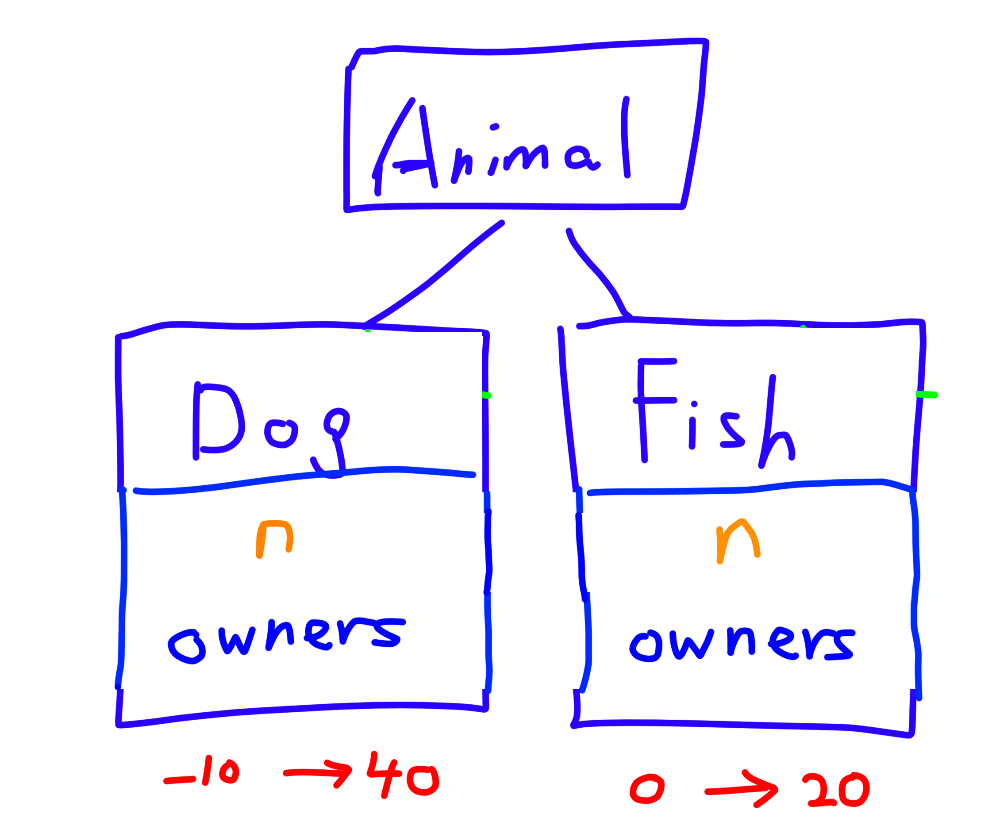 Animal
Dog
n
owners
-10 → 40
Fish
n
owners
0 → 20